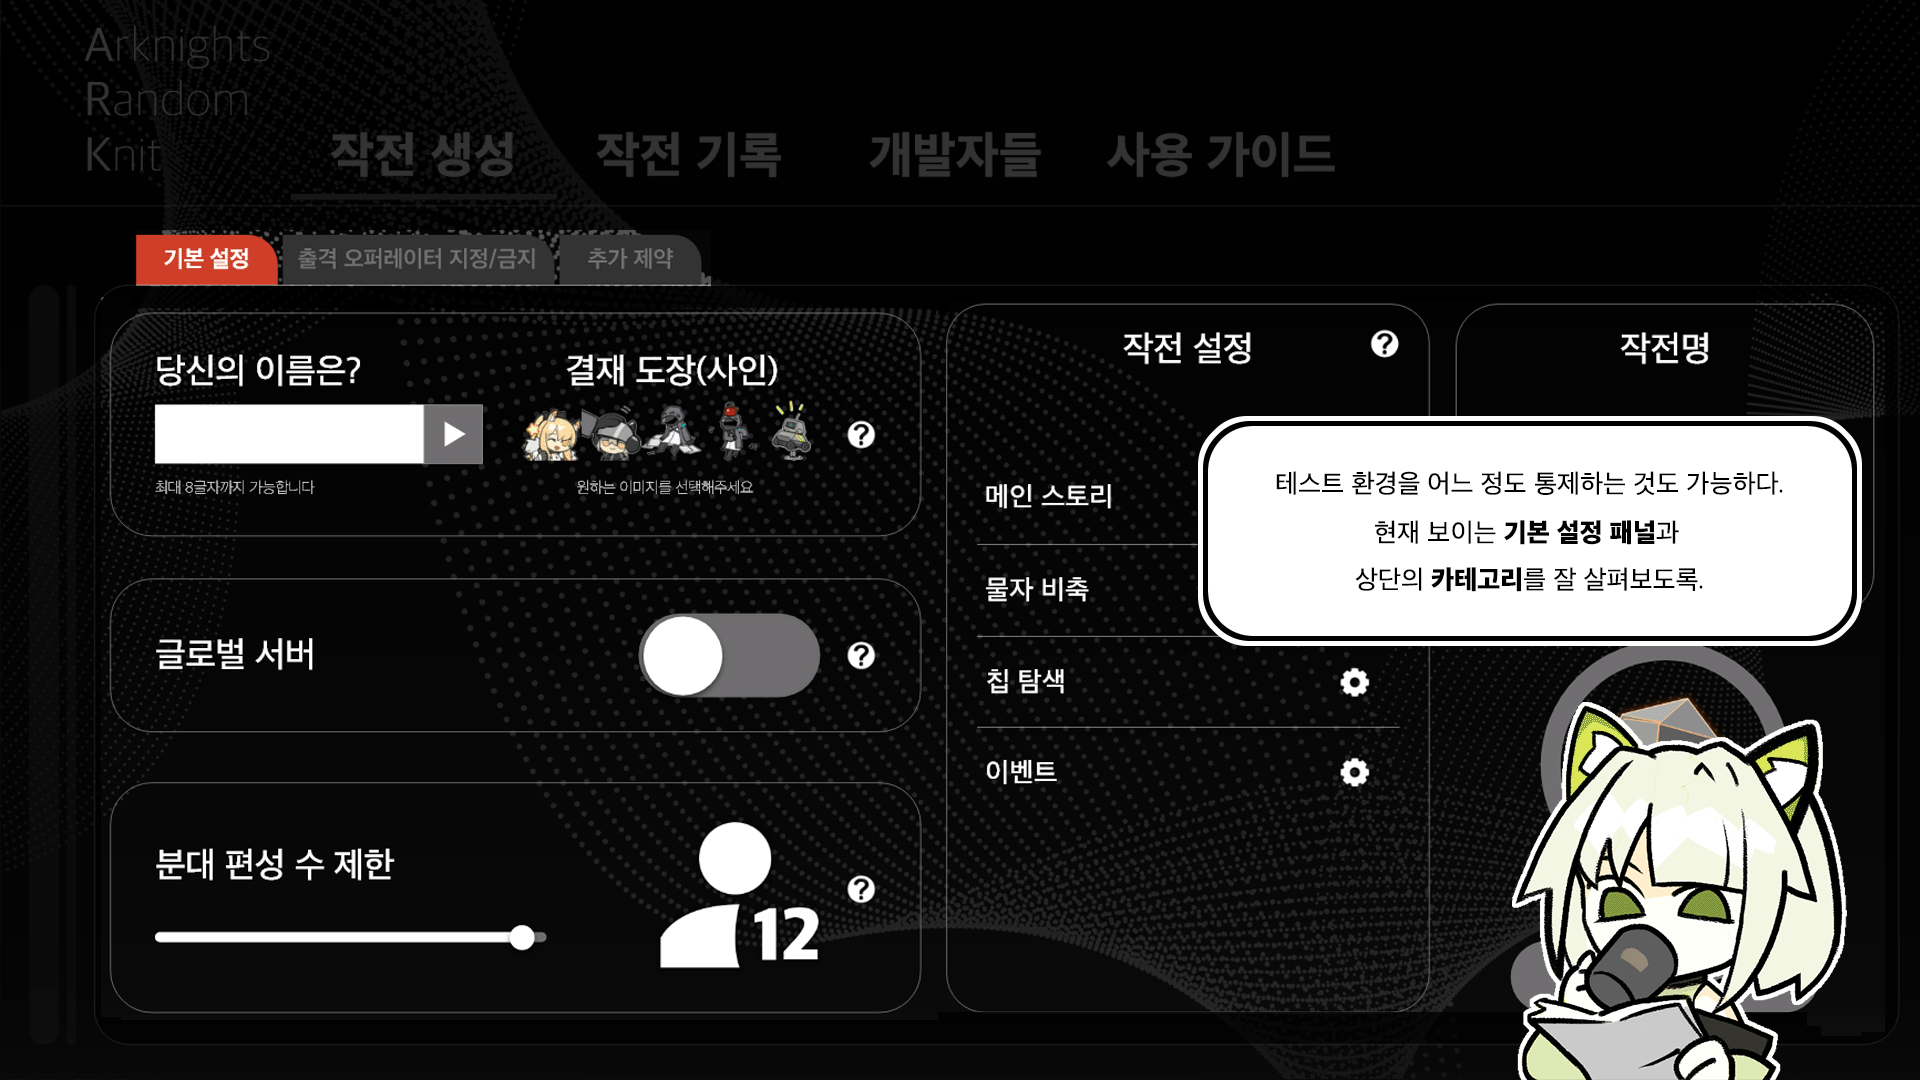 Arknights
Random
Knit
작전 생성
작전 기록
개발자들
사용 가이드
기본 설정
출격 오퍼레이터 지정/금지
추가 제약
당신의 이름은?
결재 도장(사인)
최대 8글자까지 가능합니다
원하는 이미지를 선택해주세요
글로벌 서버
분대 편성 수 제한
12
작전 설정
메인 스토리
물자 비축
칩 탐색
이벤트
작전명
테스트 환경을 어느 정도 통제하는 것도 가능하다.
현재 보이는 기본 설정 패널과
상단의 카테고리를 잘 살펴보도록.